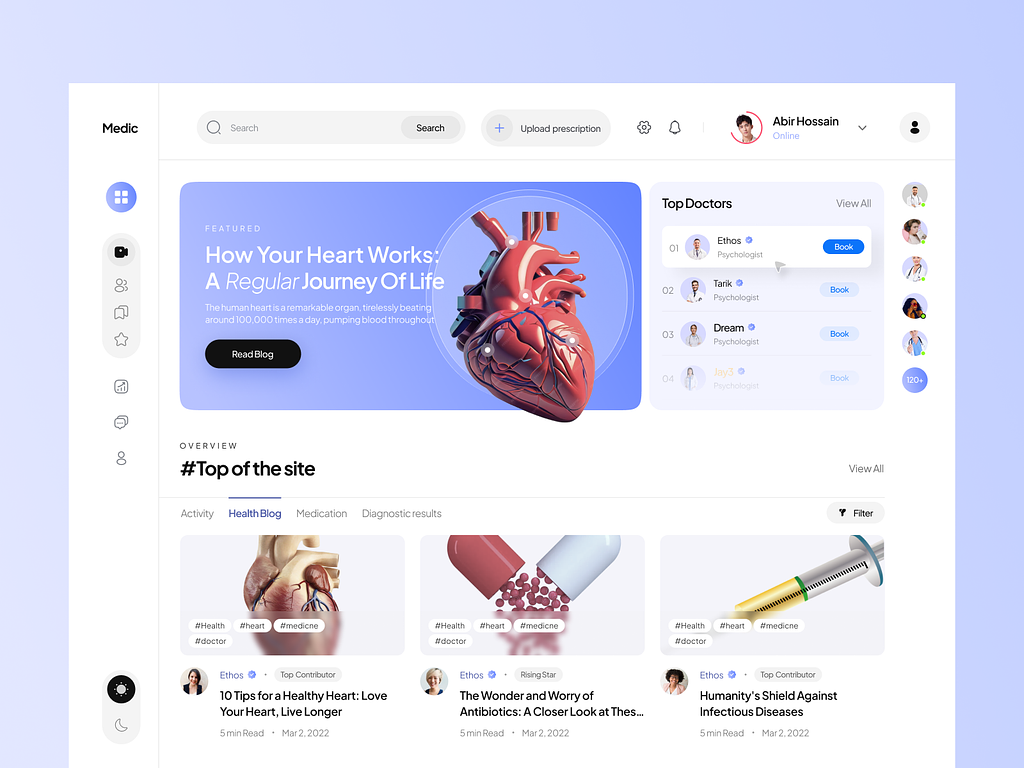 Medic
Search
Search
Upload prescription
Abir Hossain
Online
FEATURED
How Your Heart Works:
A Regular Journey Of Life
The human heart is a remarkable organ, tirelessly beating
around 100,000 times a day, pumping blood throughout
Read Blog
Top Doctors
View All
01
Ethos
Psychologist
Book
02
Tarik
Psychologist
Book
03
Dream
Psychologist
Book
04
Jay3
Psychologist
Book
120+
OVERVIEW
#Top of the site
View All
Activity
Health Blog
Medication
Diagnostic results
Filter
#Health #heart #medicne
#doctor
Ethos • Top Contributor
10 Tips for a Healthy Heart: Love
Your Heart, Live Longer
5 min Read • Mar 2, 2022
#Health #heart #medicne
#doctor
Ethos • Rising Star
The Wonder and Worry of
Antibiotics: A Closer Look at Thes...
5 min Read • Mar 2, 2022
#Health #heart #medicne
#doctor
Ethos • Top Contributor
Humanity's Shield Against
Infectious Diseases
5 min Read • Mar 2, 2022